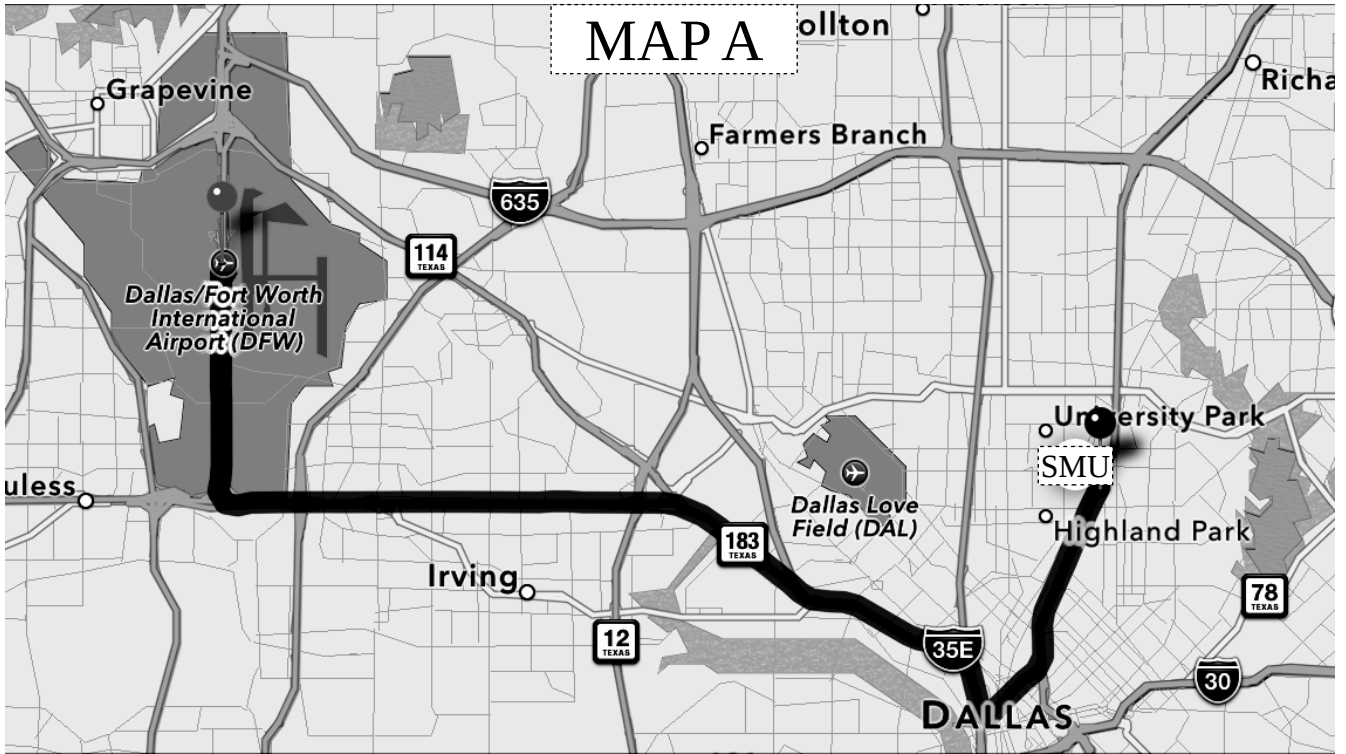 MAP A
ollton
Grapevine
Richa
Farmers Branch
635
114
TEXAS
Dallas/Fort Worth
International
Airport (DFW)
University Park
SMU
uless
Dallas Love
Field (DAL)
Highland Park
183
TEXAS
Irving
78
TEXAS
12
TEXAS
35E
30
DALLAS